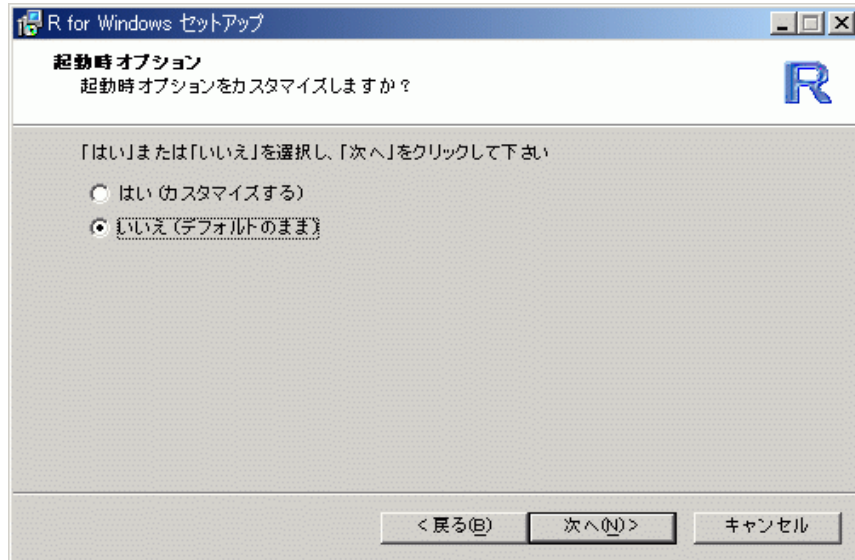 R for Windows セットアップ
起動時オプション
起動時オプションをカスタマイズしますか？
R
「はい」または「いいえ」を選択し、「次へ」をクリックして下さい
はい (カスタマイズする)
いいえ (デフォルトのまま)
< 戻る(B) 次へ(N) > キャンセル